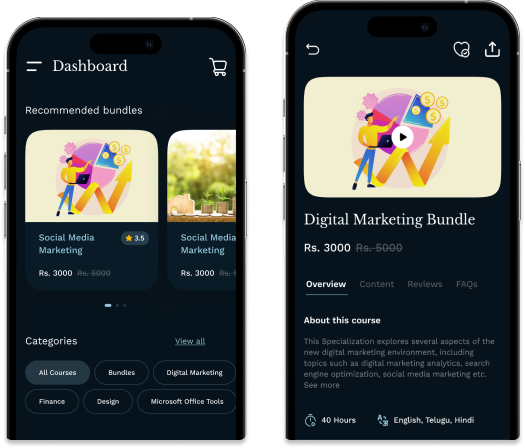 Dashboard
Recommended bundles
Social Media
Marketing
3.5
Rs. 3000 Rs. 5000
Social Media
Marketing
Rs. 3000 Rs.
Categories
View all
All Courses
Bundles
Digital Marketing
Finance
Design
Microsoft Office Tools
Digital Marketing Bundle
Rs. 3000 Rs. 5000
Overview
Content
Reviews
FAQs
About this course
This Specialization explores several aspects of the
new digital marketing environment, including
topics such as digital marketing analytics, search
engine optimization, social media marketing etc.
See more
40 Hours
English, Telugu, Hindi